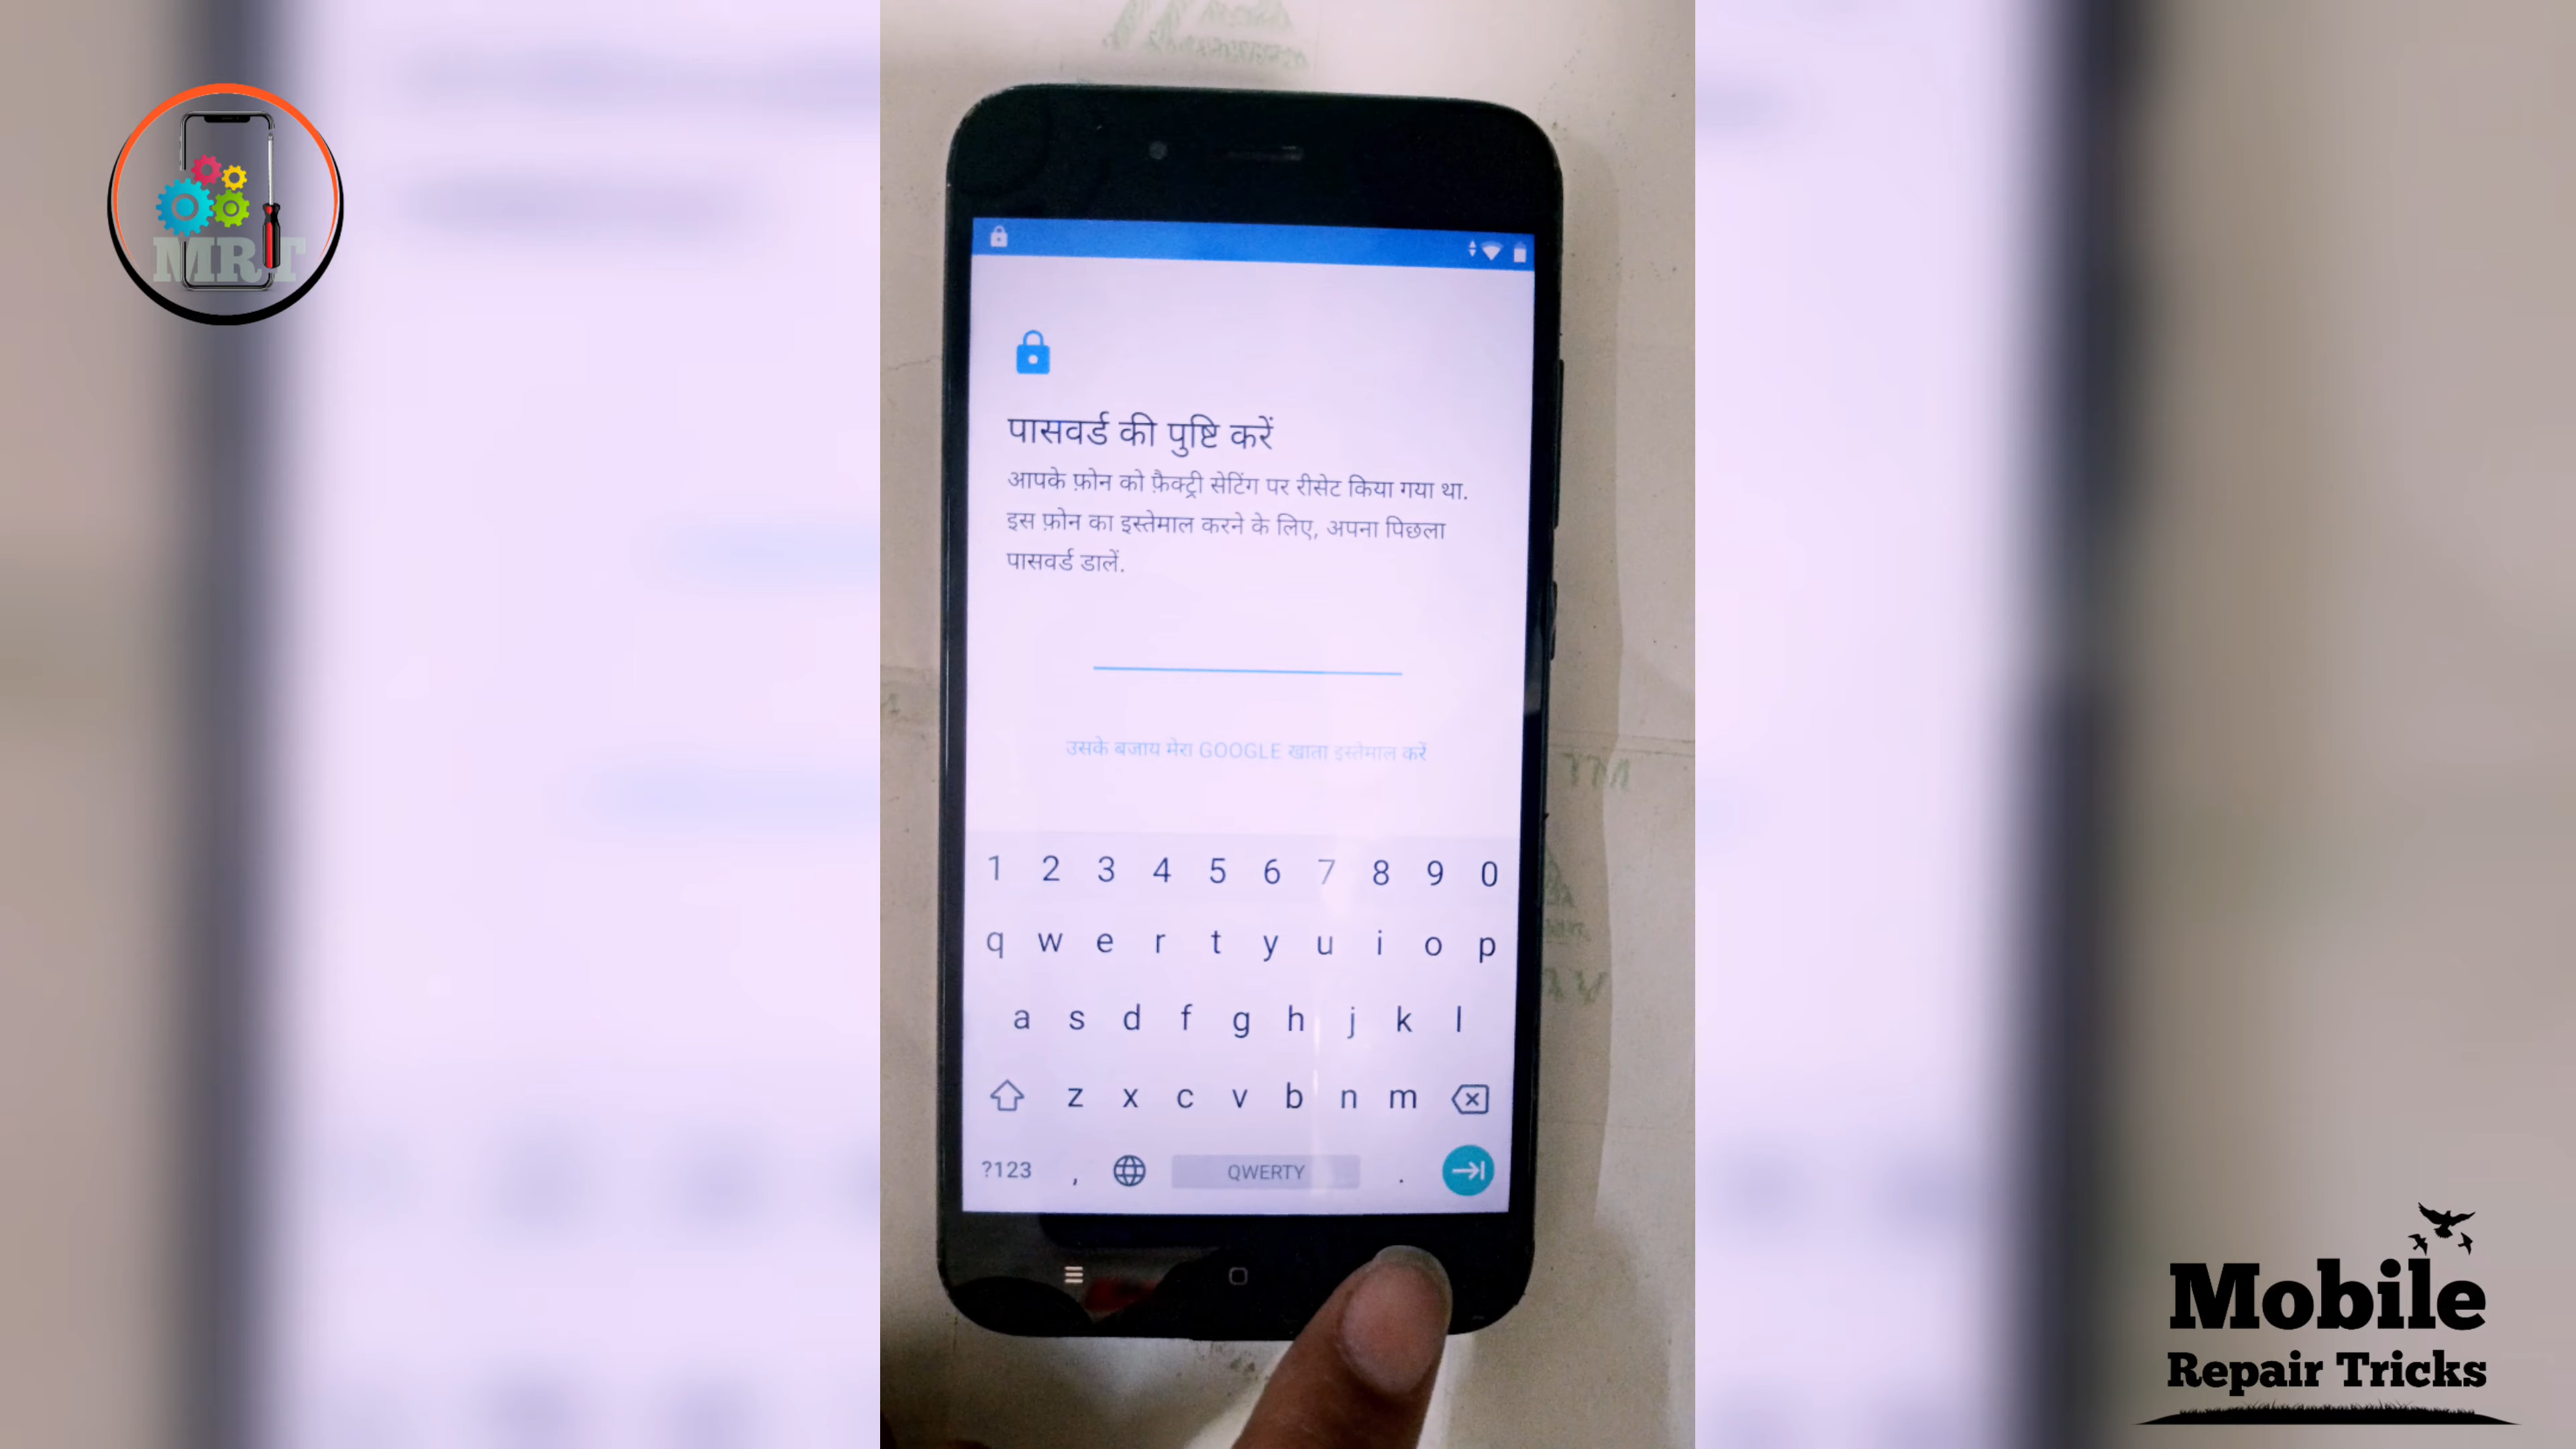 MRT
पासवर्ड की पुष्टि करें
आपके फ़ोन को फ़ैक्ट्री सेटिंग पर रीसेट किया गया था.
इस फ़ोन का इस्तेमाल करने के लिए, अपना पिछला
पासवर्ड डालें.
उसके बजाय मेरा GOOGLE खाता इस्तेमाल करें
1 2 3 4 5 6 7 8 9 0
q w e r t y u i o p
a s d f g h j k l
z x c v b n m
?123 , QWERTY .
Mobile
Repair Tricks